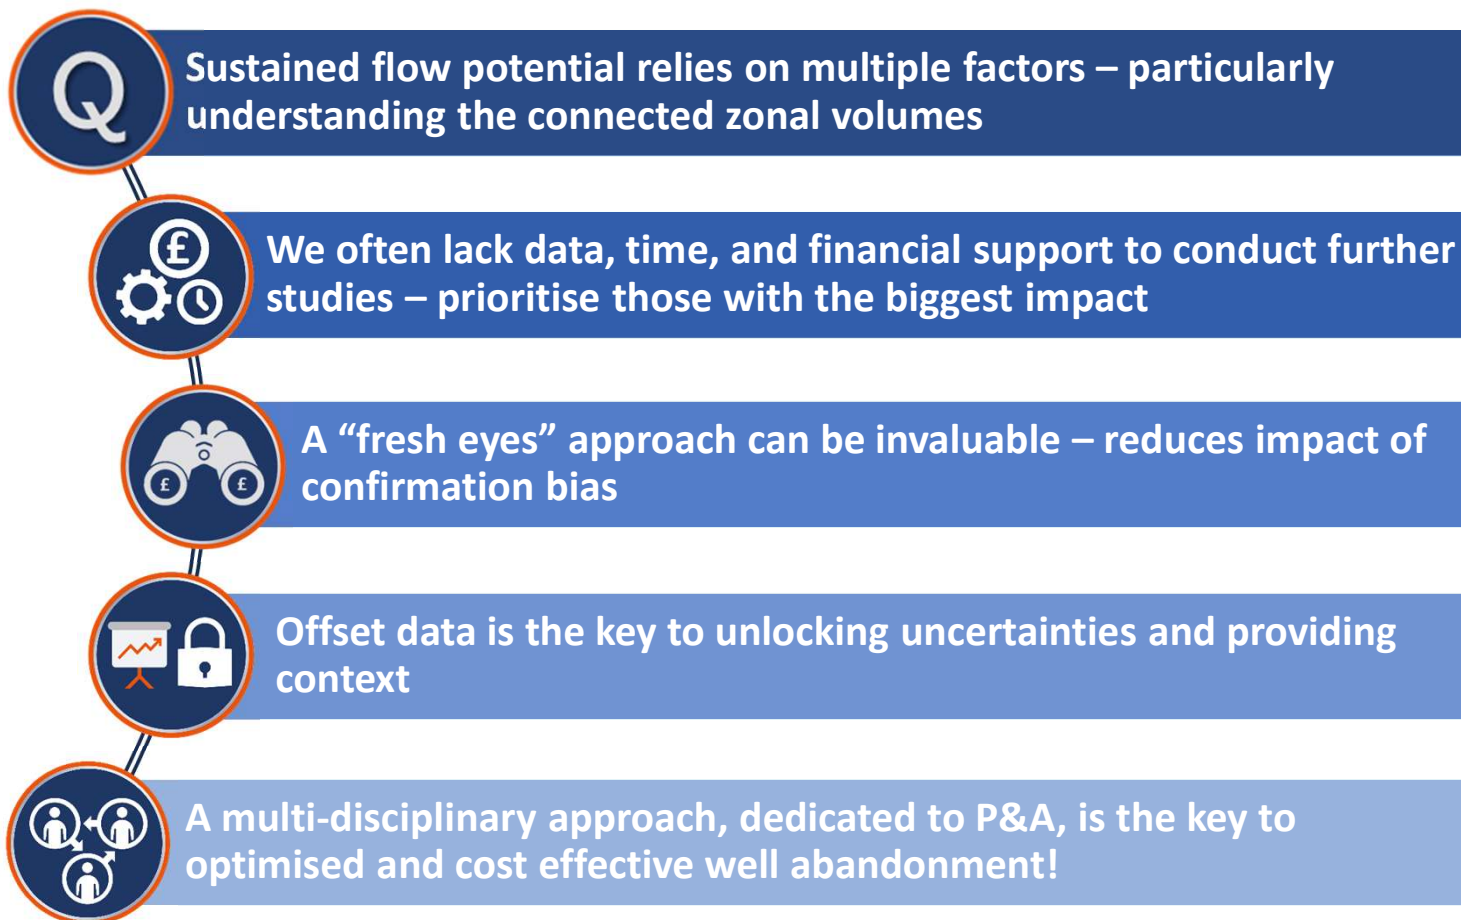 Q
Sustained flow potential relies on multiple factors – particularly
understanding the connected zonal volumes
£
We often lack data, time, and financial support to conduct further
studies – prioritise those with the biggest impact
£ £
A “fresh eyes” approach can be invaluable – reduces impact of
confirmation bias
Offset data is the key to unlocking uncertainties and providing
context
A multi-disciplinary approach, dedicated to P&A, is the key to
optimised and cost effective well abandonment!